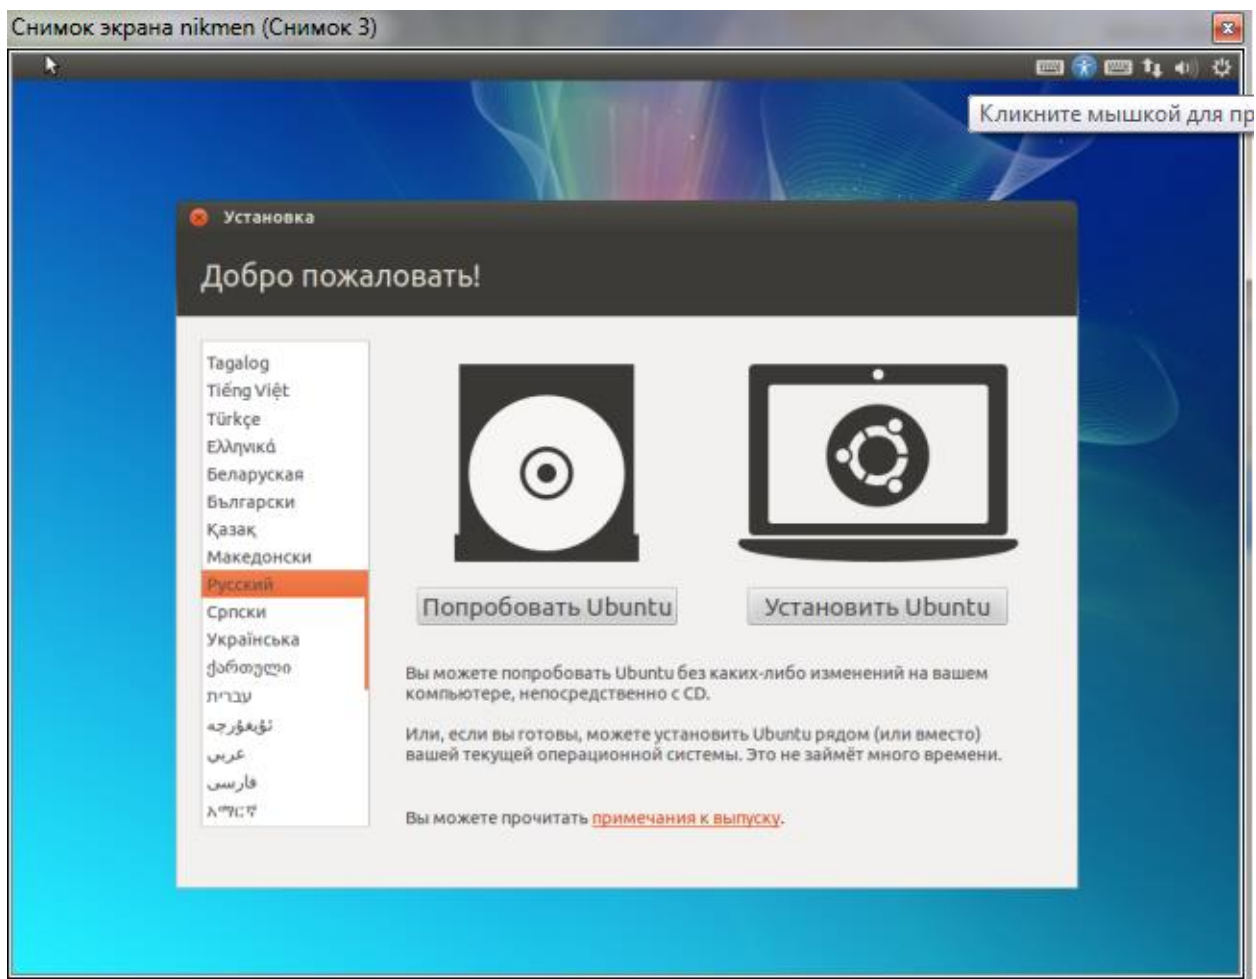 Снимок экрана nikmen (Снимок 3)
Кликните мышкой для пр
Установка
Добро пожаловать!
Tagalog
Tiếng Việt
Türkçe
Ελληνικά
Беларуская
Български
Қазақ
Македонски
Русский
Српски
Українська
ქართული
עברית
ئۇيغۇرچە
عربي
فارسی
አማርኛ
Попробовать Ubuntu
Установить Ubuntu
Вы можете попробовать Ubuntu без каких-либо изменений на вашем
компьютере, непосредственно с CD.
Или, если вы готовы, можете установить Ubuntu рядом (или вместо)
вашей текущей операционной системы. Это не займёт много времени.
Вы можете прочитать примечания к выпуску.